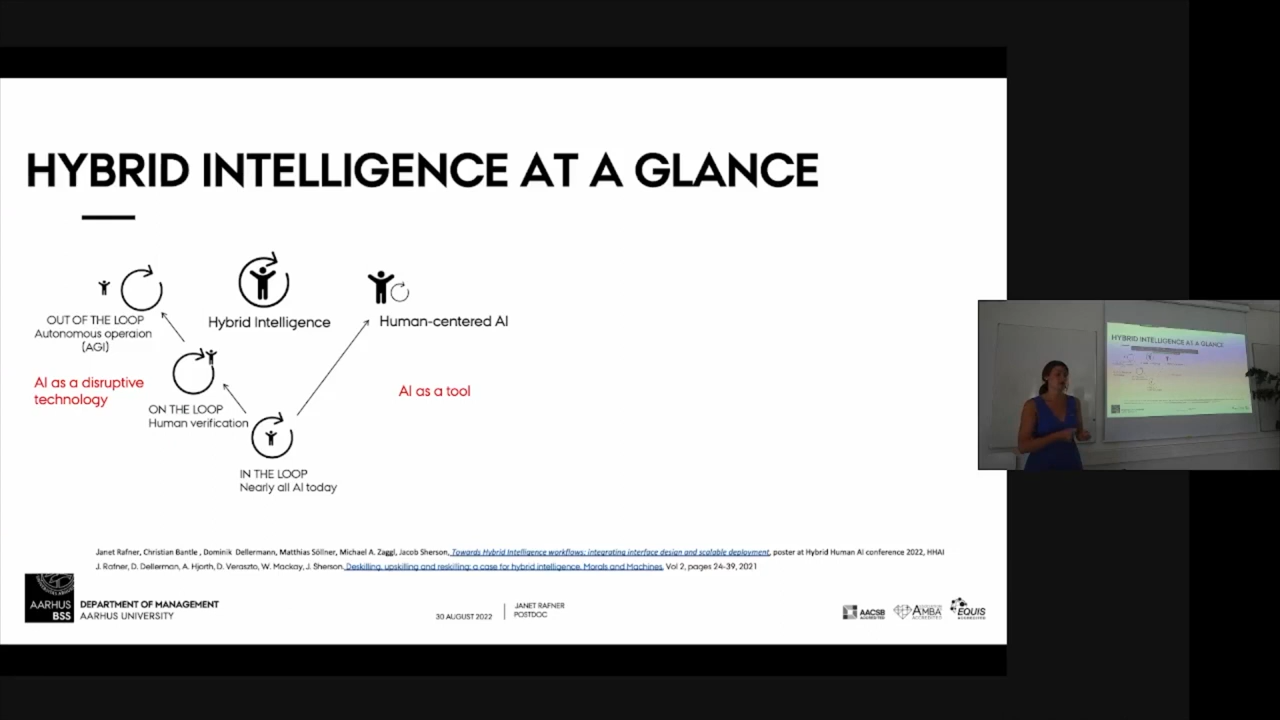 HYBRID INTELLIGENCE AT A GLANCE
OUT OF THE LOOP
Autonomous operaion
(AGI)
Hybrid Intelligence
Human-centered AI
AI as a disruptive
technology
AI as a tool
ON THE LOOP
Human verification
IN THE LOOP
Nearly all AI today
Janet Rafner, Christian Bantle , Dominik Dellermann, Matthias Söllner, Michael A. Zaggl, Jacob Sherson, Towards Hybrid Intelligence workflows: integrating interface design and scalable deployment, poster at Hybrid Human AI conference 2022, HHAI
J. Rafner, D. Dellerman, A. Hjorth, D. Veraszto, W. Mackay, J. Sherson, Deskilling, upskilling and reskilling: a case for hybrid intelligence. Morals and Machines, Vol 2, pages 24-39, 2021
AARHUS
BSS
DEPARTMENT OF MANAGEMENT
AARHUS UNIVERSITY
30 AUGUST 2022
JANET RAFNER
POSTDOC
AACSB
ACCREDITED
AMBA
ACCREDITED
EQUIS
ACCREDITED
HYBRID INTELLIGENCE AS A GLANCE